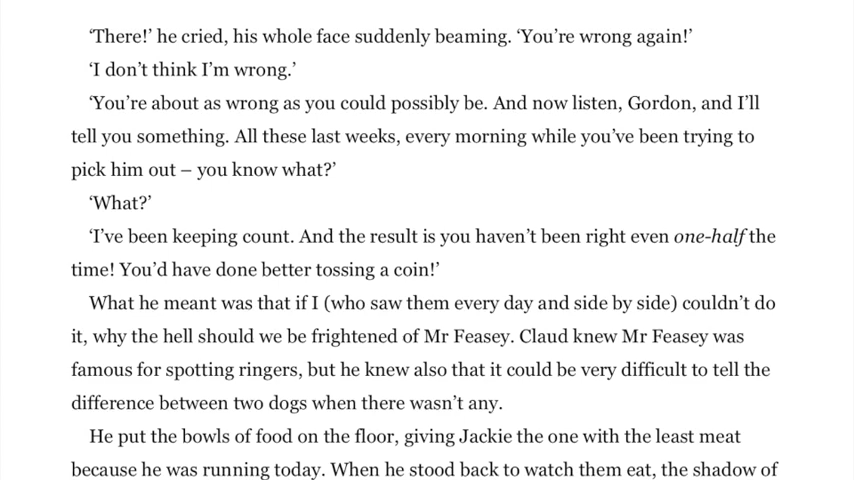 ‘There!’ he cried, his whole face suddenly beaming. ‘You’re wrong again!’
‘I don’t think I’m wrong.’
‘You’re about as wrong as you could possibly be. And now listen, Gordon, and I’ll
tell you something. All these last weeks, every morning while you’ve been trying to
pick him out – you know what?’
‘What?’
‘I’ve been keeping count. And the result is you haven’t been right even one-half the
time! You’d have done better tossing a coin!’
What he meant was that if I (who saw them every day and side by side) couldn’t do
it, why the hell should we be frightened of Mr Feasey. Claud knew Mr Feasey was
famous for spotting ringers, but he knew also that it could be very difficult to tell the
difference between two dogs when there wasn’t any.
He put the bowls of food on the floor, giving Jackie the one with the least meat
because he was running today. When he stood back to watch them eat, the shadow of